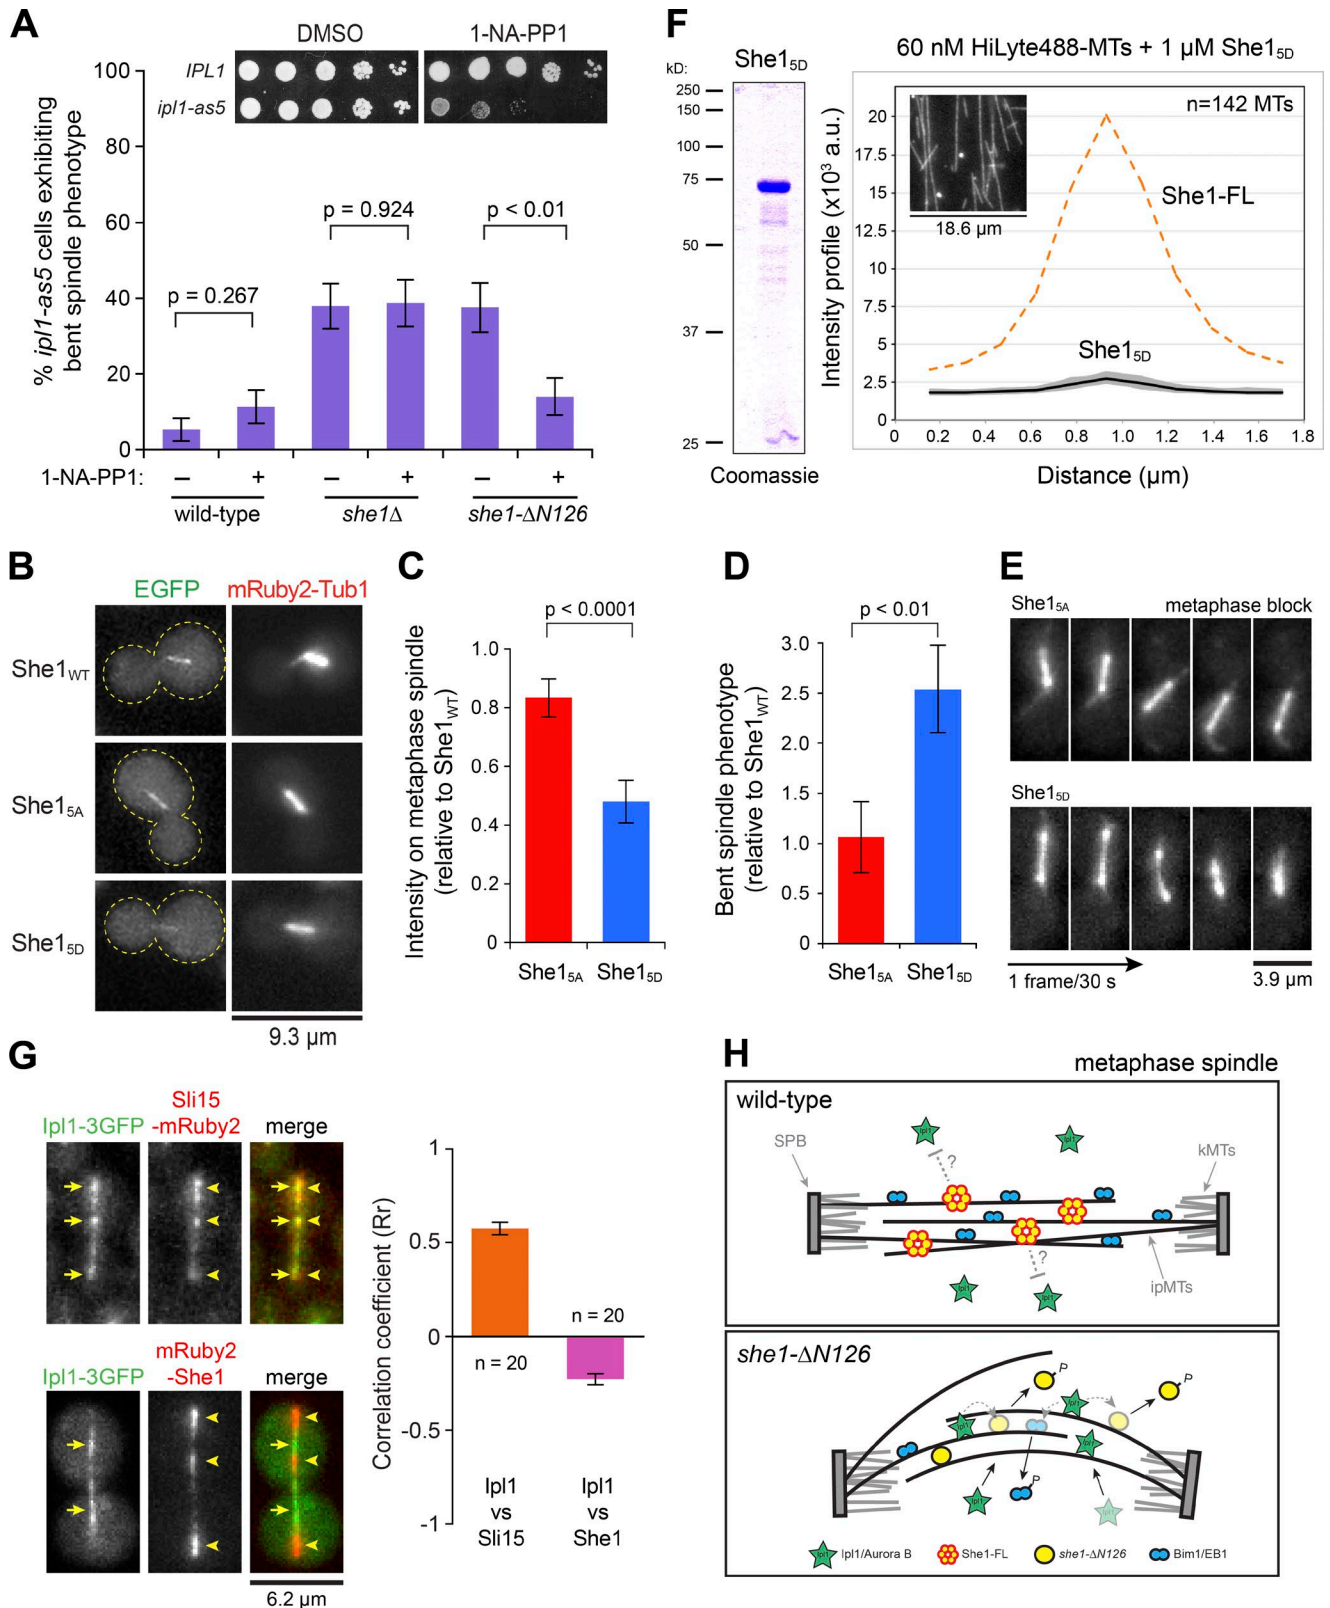 A
DMSO
1-NA-PP1
IPL1
ipl1-as5
% ipl1-as5 cells exhibiting
bent spindle phenotype
100
80
60
40
20
0
p = 0.267
p = 0.924
p < 0.01
1-NA-PP1:
– + – + – +
wild-type
she1Δ
she1-ΔN126
F
60 nM HiLyte488-MTs + 1 µM She15D
kD:
She15D
250
150
100
75
50
37
25
Coomassie
Intensity profile (x10³ a.u.)
20
17.5
15
12.5
10
7.5
5
2.5
0
n=142 MTs
18.6 µm
She1-FL
She15D
0 0.2 0.4 0.6 0.8 1.0 1.2 1.4 1.6 1.8
Distance (µm)
B
EGFP
mRuby2-Tub1
She1WT
She15A
She15D
9.3 µm
C
p < 0.0001
Intensity on metaphase spindle
(relative to She1WT)
1.0
0.8
0.6
0.4
0.2
0
She15A
She15D
D
p < 0.01
Bent spindle phenotype
(relative to She1WT)
3.0
2.5
2.0
1.5
1.0
0.5
0
She15A
She15D
E
She15A
metaphase block
She15D
1 frame/30 s
3.9 µm
G
Ipl1-3GFP
Sli15
-mRuby2
merge
Ipl1-3GFP
mRuby2
-She1
merge
6.2 µm
Correlation coefficient (Rr)
1
0.5
0
-0.5
-1
n = 20
n = 20
Ipl1
vs
Sli15
Ipl1
vs
She1
H
metaphase spindle
wild-type
SPB
Ipl1
Ipl1
?
kMTs
?
Ipl1
Ipl1
ipMTs
she1-ΔN126
P
P
Ipl1
Ipl1
Ipl1
P
Ipl1
Ipl1
Ipl1
Ipl1/Aurora B
She1-FL
she1-ΔN126
Bim1/EB1